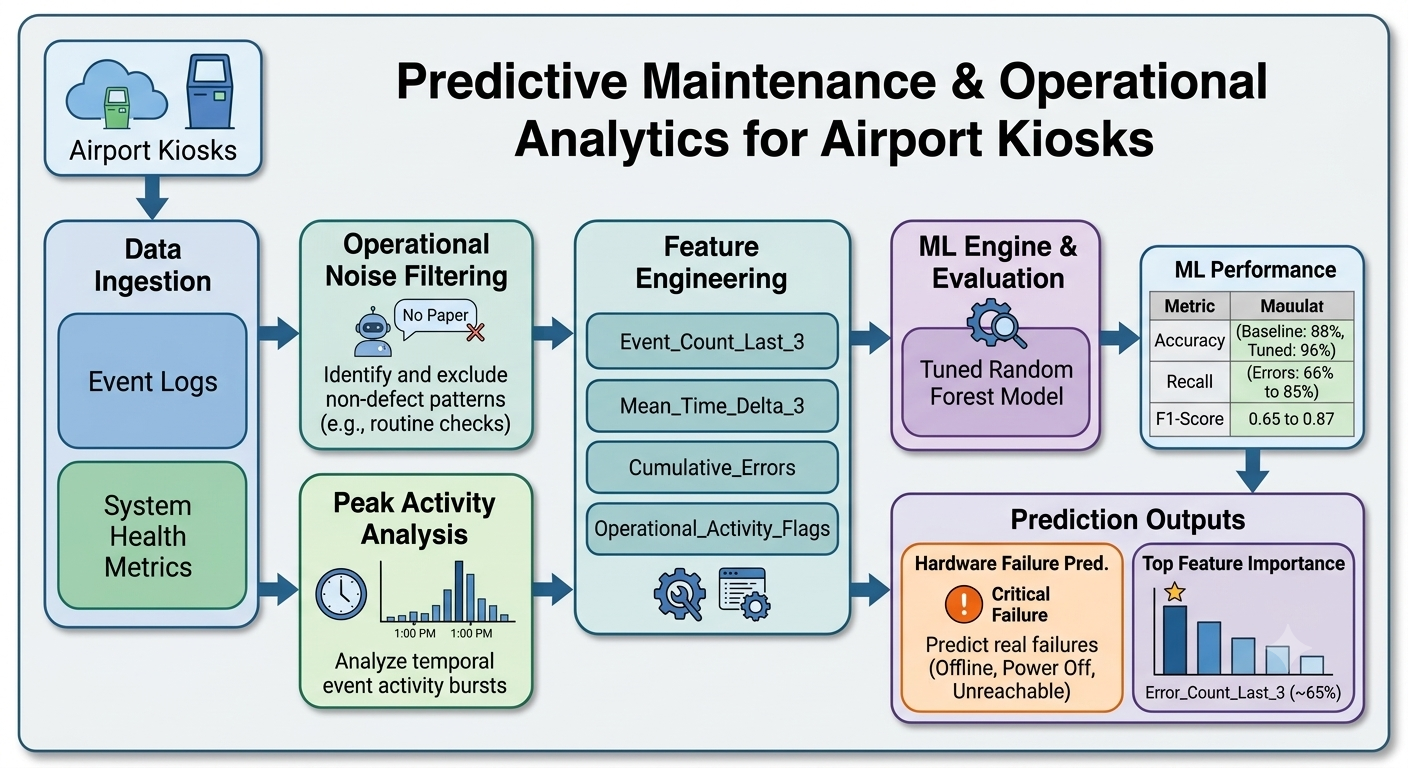 Predictive Maintenance & Operational
Analytics for Airport Kiosks
Airport Kiosks
Data
Ingestion
Event Logs
System
Health
Metrics
Operational
Noise Filtering
No Paper
Identify and exclude
non-defect patterns
(e.g., routine checks)
Peak Activity
Analysis
1:00 PM 1:00 PM
Analyze temporal
event activity bursts
Feature
Engineering
Event_Count_Last_3
Mean_Time_Delta_3
Cumulative_Errors
Operational_Activity_Flags
ML Engine &
Evaluation
Tuned Random
Forest Model
ML Performance
Metric
Accuracy (Baseline: 88%,
Tuned: 96%)
Recall (Errors: 66%
to 85%)
F1-Score 0.65 to 0.87
Prediction Outputs
Hardware Failure Pred.
!
Critical
Failure
Predict real failures
(Offline, Power Off,
Unreachable)
Top Feature Importance
Error_Count_Last_3 (~65%)